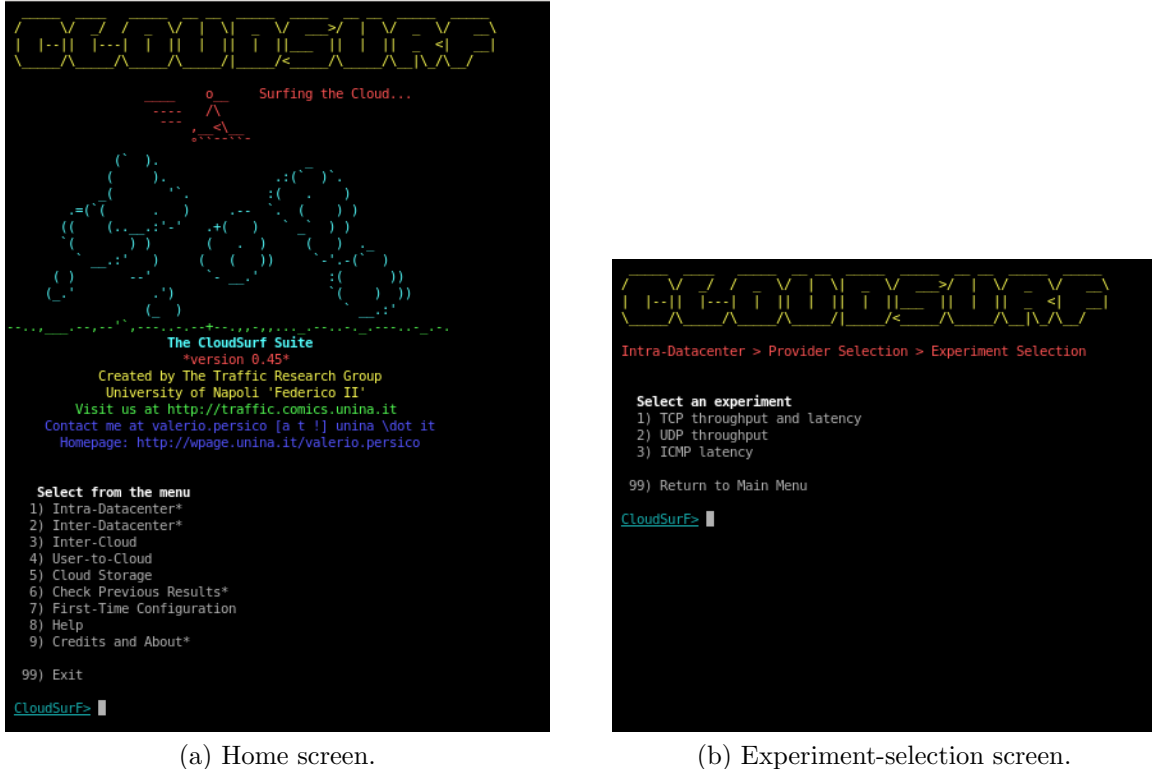 CLOUDSURF
Surfing the Cloud...
The CloudSurf Suite
*version 0.45*
Created by The Traffic Research Group
University of Napoli 'Federico II'
Visit us at http://traffic.comics.unina.it
Contact me at valerio.persico [a t !] unina \dot it
Homepage: http://wpage.unina.it/valerio.persico
Select from the menu
1) Intra-Datacenter*
2) Inter-Datacenter*
3) Inter-Cloud
4) User-to-Cloud
5) Cloud Storage
6) Check Previous Results*
7) First-Time Configuration
8) Help
9) Credits and About*
99) Exit
CloudSurF>
(a) Home screen.
CLOUDSURF
Intra-Datacenter > Provider Selection > Experiment Selection
Select an experiment
1) TCP throughput and latency
2) UDP throughput
3) ICMP latency
99) Return to Main Menu
CloudSurF>
(b) Experiment-selection screen.